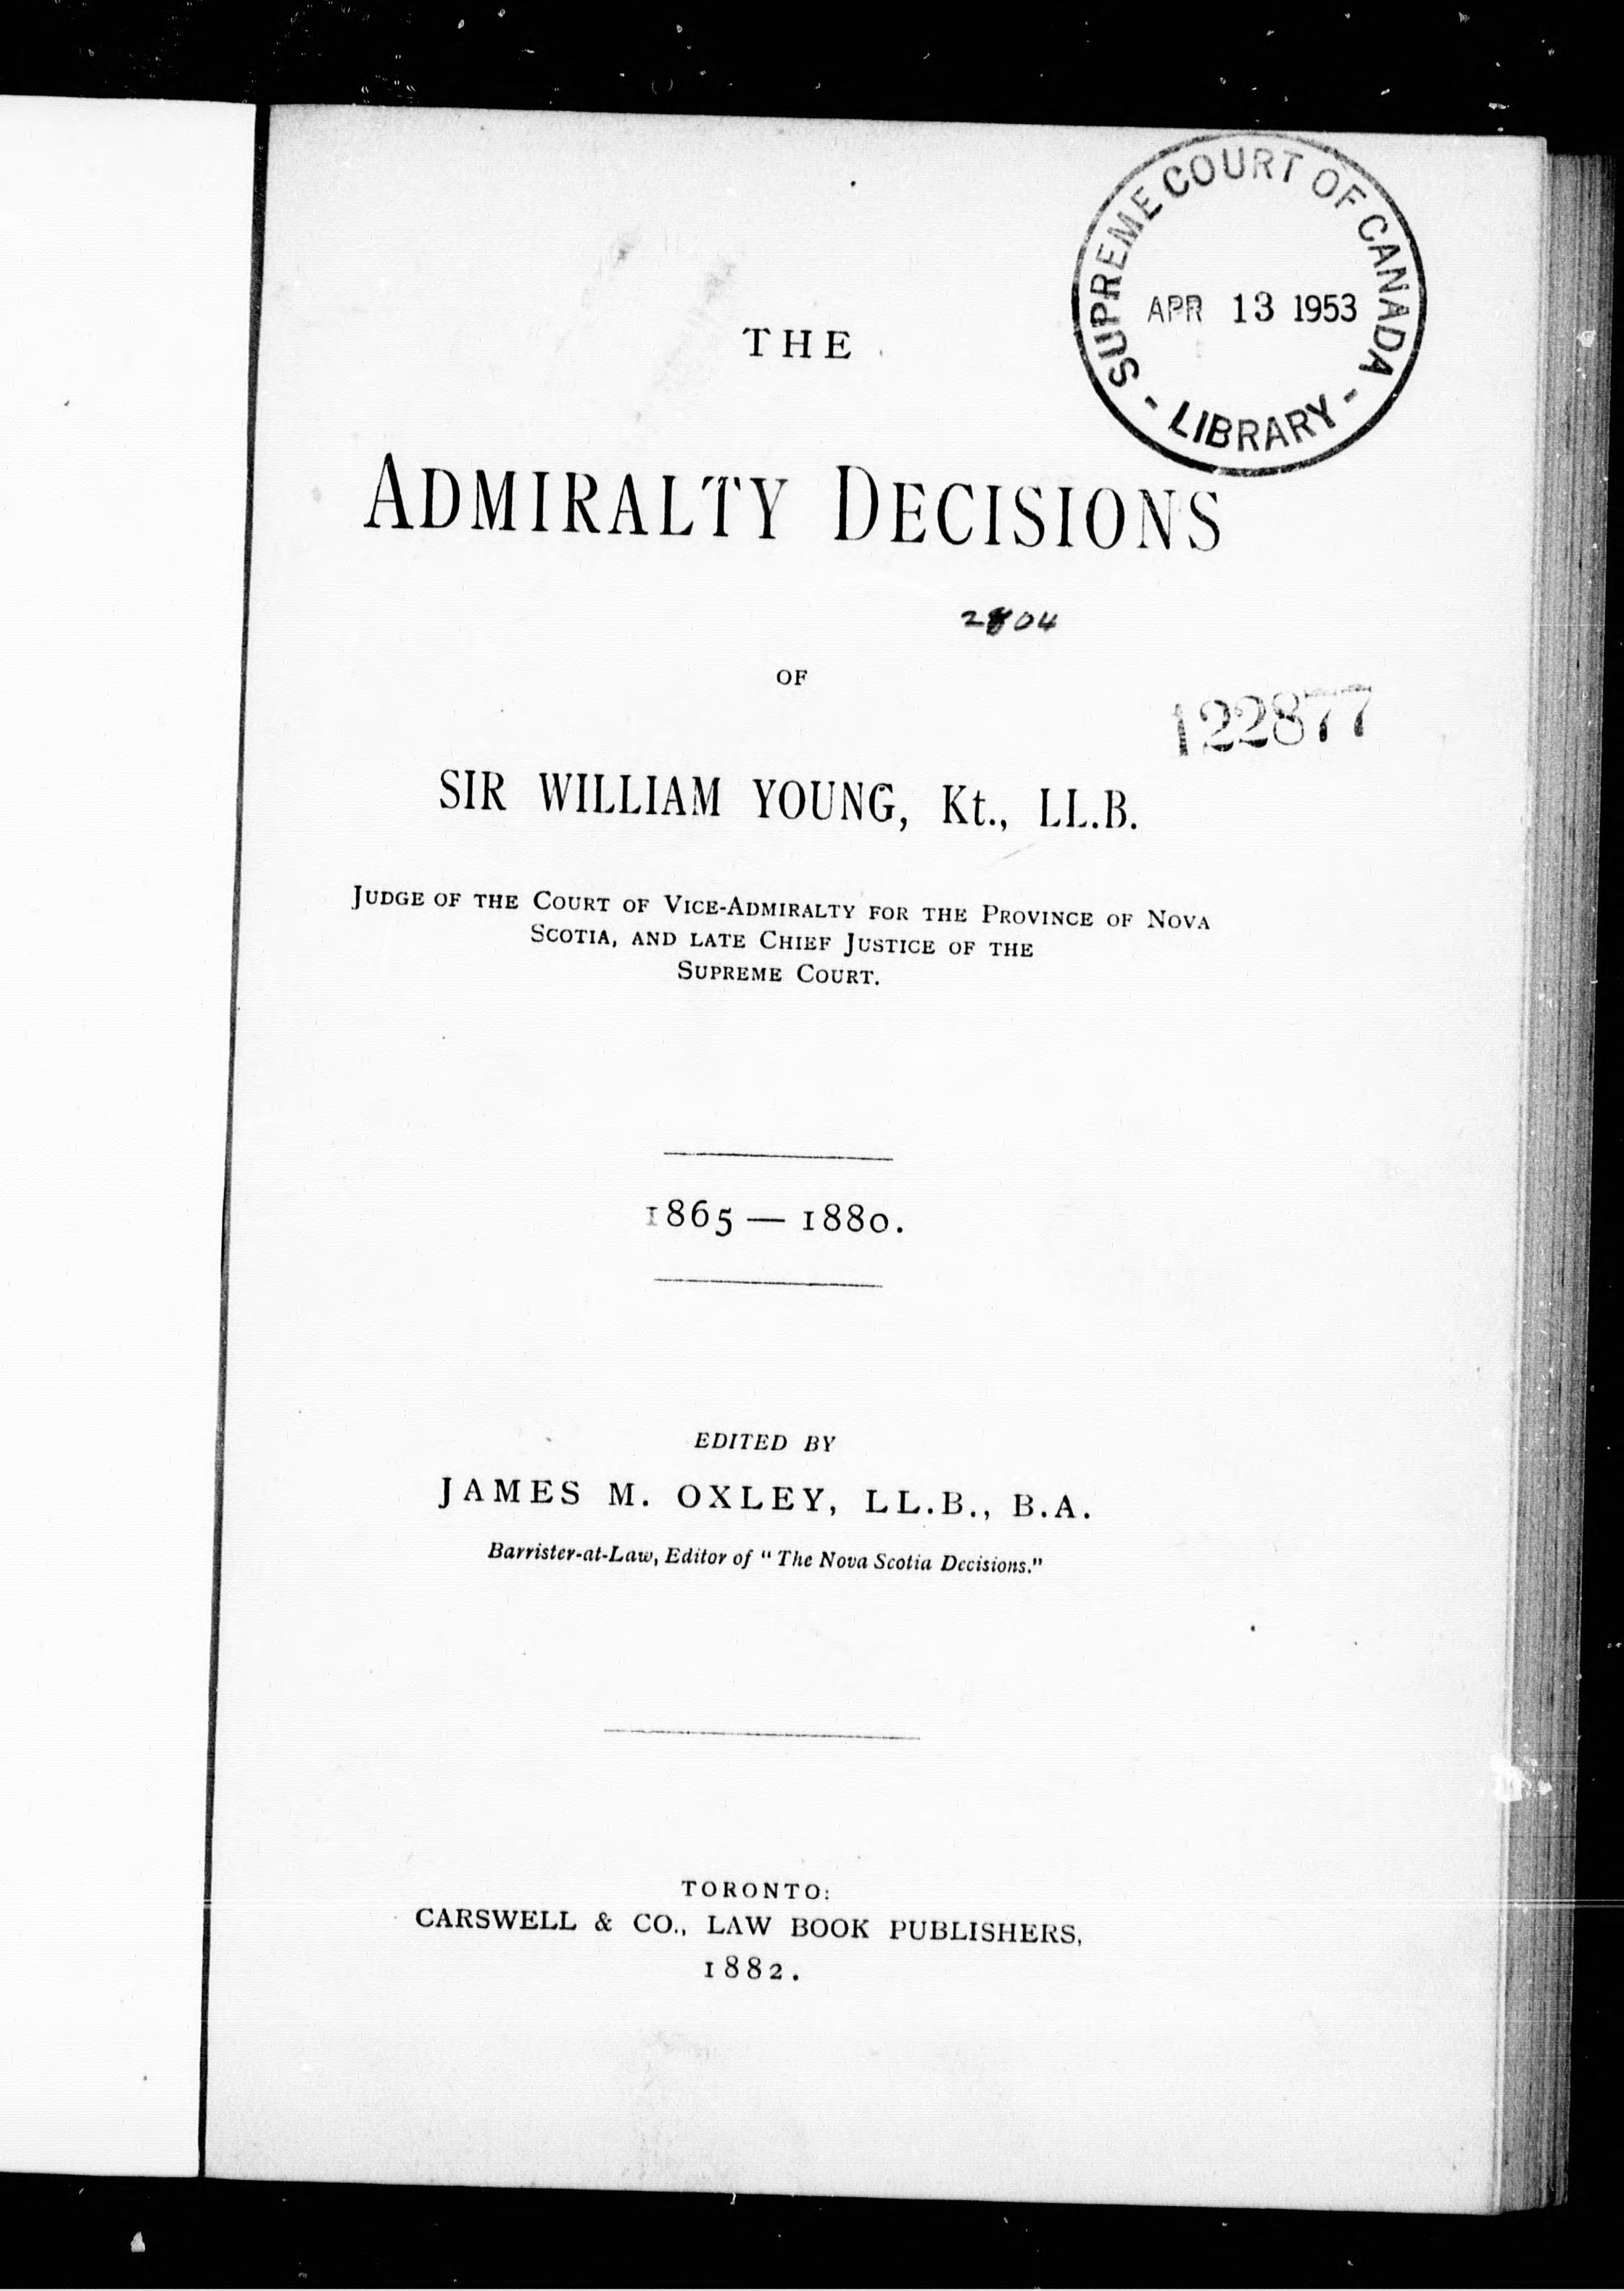 SUPREME COURT OF CANADA
APR 13 1953
- LIBRARY -
THE
ADMIRALTY DECISIONS
2804
OF
122877
SIR WILLIAM YOUNG, Kt., LL.B.
JUDGE OF THE COURT OF VICE-ADMIRALTY FOR THE PROVINCE OF NOVA
SCOTIA, AND LATE CHIEF JUSTICE OF THE
SUPREME COURT.
1865 — 1880.
EDITED BY
JAMES M. OXLEY, LL.B., B.A.
Barrister-at-Law, Editor of "The Nova Scotia Decisions."
TORONTO:
CARSWELL & CO., LAW BOOK PUBLISHERS,
1882.